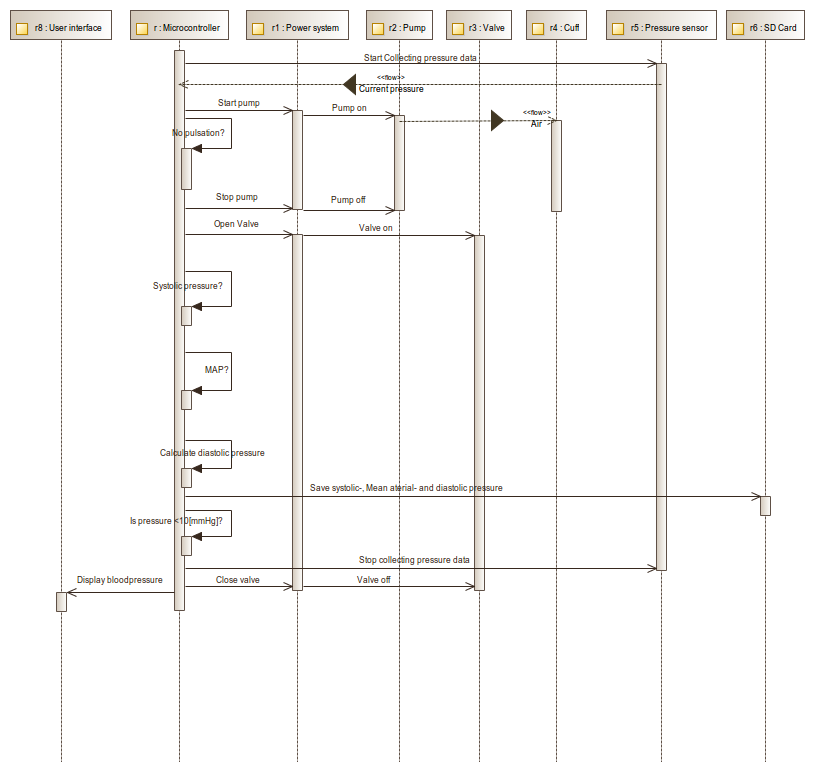 r8 : User interface
r : Microcontroller
r1 : Power system
r2 : Pump
r3 : Valve
r4 : Cuff
r5 : Pressure sensor
r6 : SD Card
Start Collecting pressure data
<<flow>>
Current pressure
Start pump
Pump on
<<flow>>
Air
No pulsation?
Stop pump
Pump off
Open Valve
Valve on
Systolic pressure?
MAP?
Calculate diastolic pressure
Save systolic-, Mean aterial- and diastolic pressure
Is pressure <10[mmHg]?
Stop collecting pressure data
Display bloodpressure
Close valve
Valve off